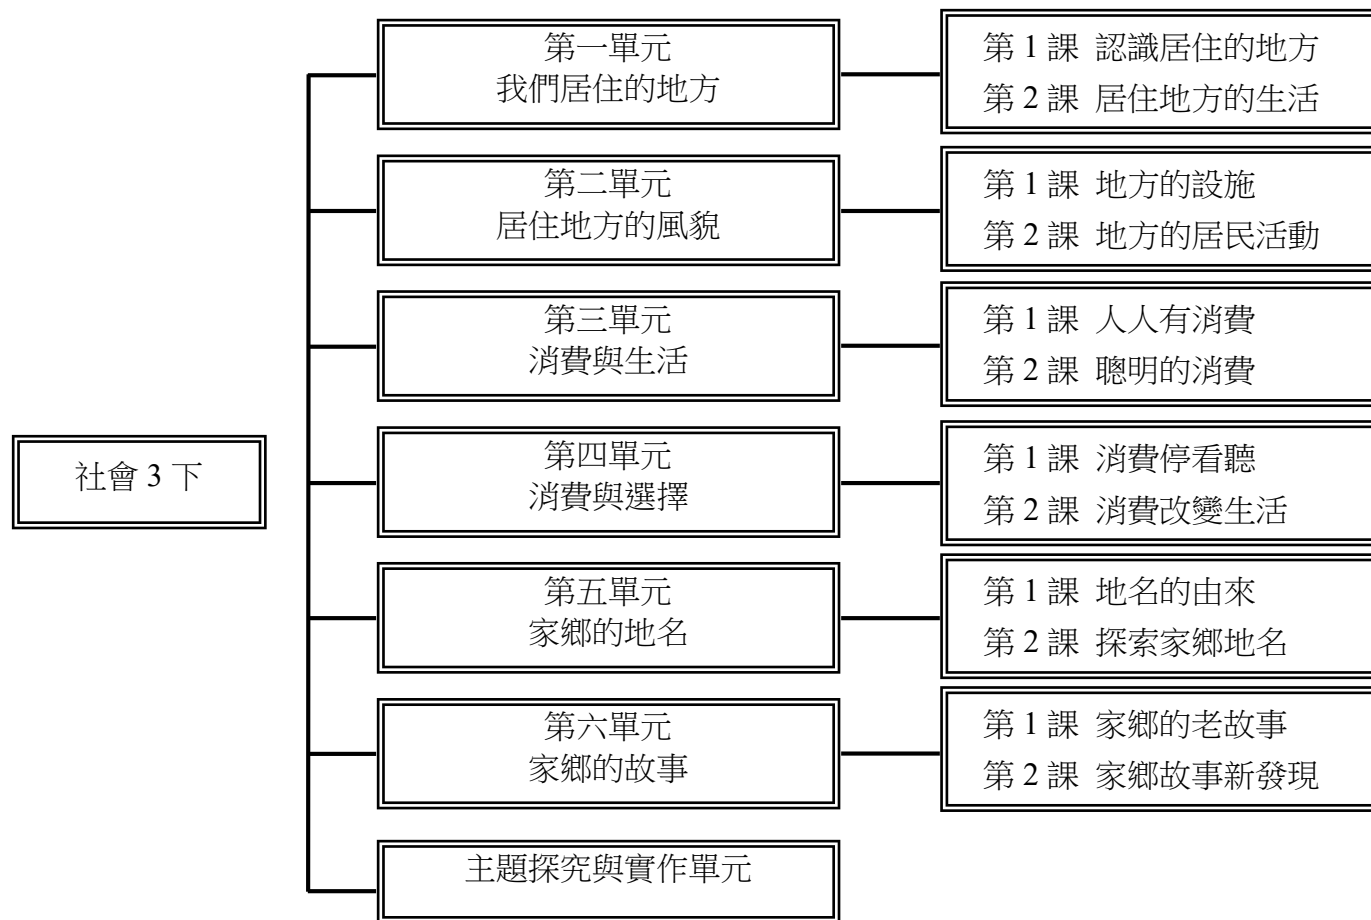 社會 3 下
第一單元
我們居住的地方
第 1 課 認識居住的地方
第 2 課 居住地方的生活
第二單元
居住地方的風貌
第 1 課 地方的設施
第 2 課 地方的居民活動
第三單元
消費與生活
第 1 課 人人有消費
第 2 課 聰明的消費
第四單元
消費與選擇
第 1 課 消費停看聽
第 2 課 消費改變生活
第五單元
家鄉的地名
第 1 課 地名的由來
第 2 課 探索家鄉地名
第六單元
家鄉的故事
第 1 課 家鄉的老故事
第 2 課 家鄉故事新發現
主題探究與實作單元